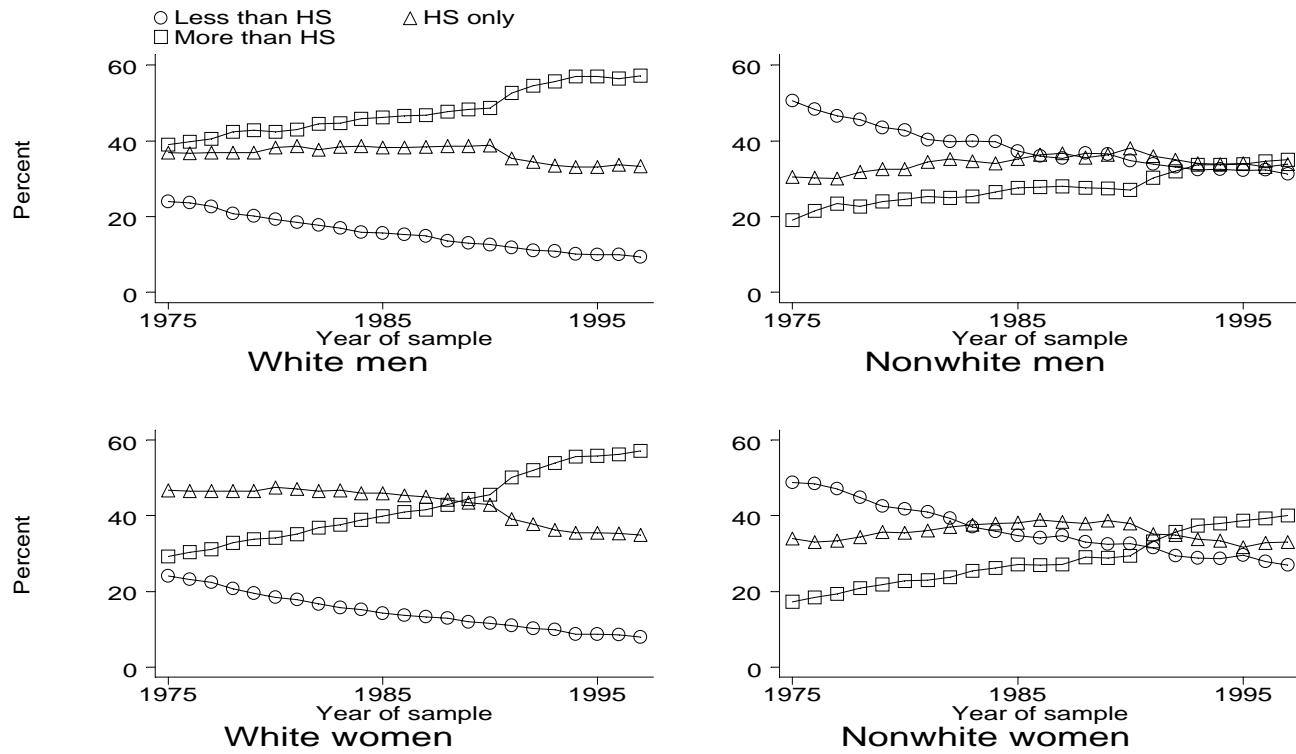 Less than HS HS only
More than HS
Percent
60
40
20
0
1975 1985 1995
Year of sample
White men
60
40
20
0
1975 1985 1995
Year of sample
Nonwhite men
Percent
60
40
20
0
1975 1985 1995
Year of sample
White women
60
40
20
0
1975 1985 1995
Year of sample
Nonwhite women